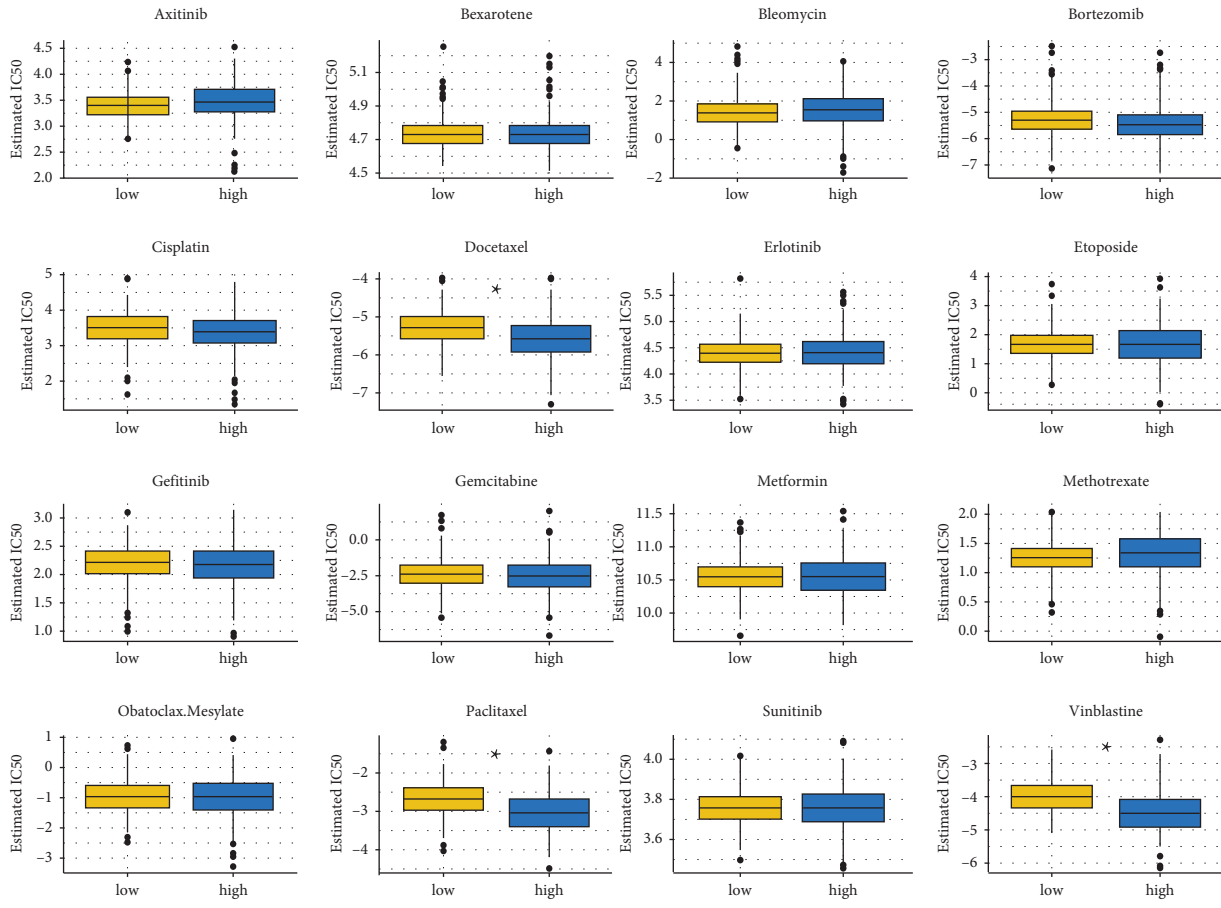 Axitinib
Estimated IC50
4.5
4.0
3.5
3.0
2.5
2.0
low high
Bexarotene
Estimated IC50
5.1
4.9
4.7
4.5
low high
Bleomycin
Estimated IC50
4
2
0
−2
low high
Bortezomib
Estimated IC50
−3
−4
−5
−6
−7
low high
Cisplatin
Estimated IC50
5
4
3
2
low high
Docetaxel
Estimated IC50
−4
−5
−6
−7
low high
Erlotinib
Estimated IC50
5.5
5.0
4.5
4.0
3.5
low high
Etoposide
Estimated IC50
4
3
2
1
0
low high
Gefitinib
Estimated IC50
3.0
2.5
2.0
1.5
1.0
low high
Gemcitabine
Estimated IC50
0.0
−2.5
−5.0
low high
Metformin
Estimated IC50
11.5
11.0
10.5
10.0
low high
Methotrexate
Estimated IC50
2.0
1.5
1.0
0.5
0.0
low high
Obatoclax.Mesylate
Estimated IC50
1
0
−1
−2
−3
low high
Paclitaxel
Estimated IC50
−2
−3
−4
low high
Sunitinib
Estimated IC50
4.0
3.8
3.6
low high
Vinblastine
Estimated IC50
−3
−4
−5
−6
low high